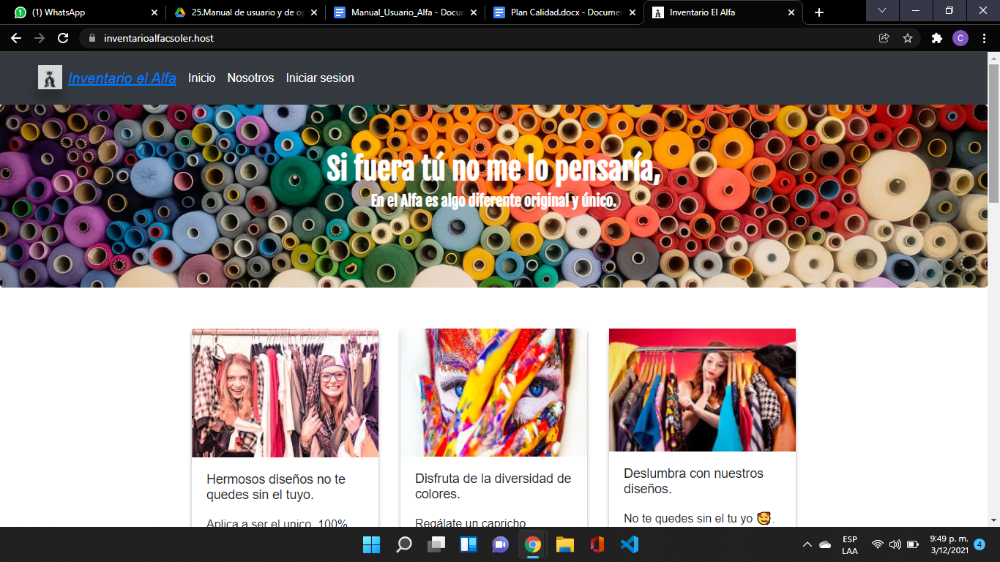 (1) WhatsApp
25.Manual de usuario y de op
Manual_Usuario_Alfa - Docur
Plan Calidad.docx - Documen
Inventario El Alfa
inventarioalfacsoler.host
C
Inventario el Alfa Inicio Nosotros Iniciar sesion
Si fuera tú no me lo pensaría,
En el Alfa es algo diferente original y único.
Hermosos diseños no te
quedes sin el tuyo.
Aplica a ser el unico, 100%
Disfruta de la diversidad de
colores.
Regálate un capricho
Deslumbra con nuestros
diseños.
No te quedes sin el tu yo 🥰.
ESP
LAA
9:49 p. m.
3/12/2021
4